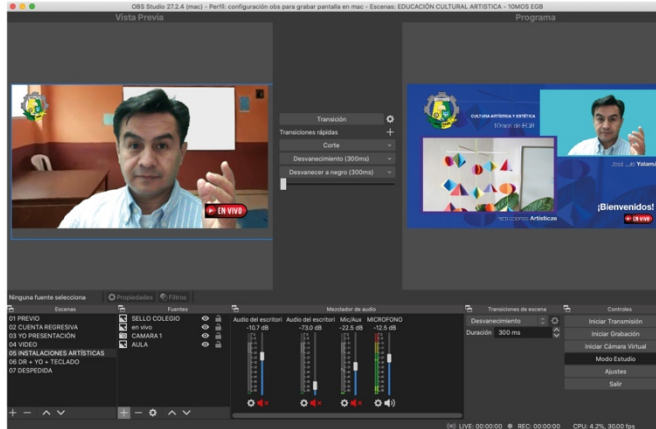 OBS Studio 27.2.4 (mac) - Perfil: configuración obs para grabar pantalla en mac - Escenas: EDUCACIÓN CULTURAL ARTISTICA - 10MOS EGB
Vista Previa
Programa
EN VIVO
Transición
Transiciones rápidas
Corte
Desvanecimiento (300ms)
Desvanecer a negro (300ms)
CULTURA ARTÍSTICA Y ESTÉTICA
¡Bienvenidos!
EN VIVO
Ninguna fuente selecciona
Propiedades
Filtros
Escenas
01 PREVIO
02 CUENTA REGRESIVA
03 YO PRESENTACIÓN
04 VIDEO
05 INSTALACIONES ARTÍSTICAS
06 DR + YO + TECLADO
07 DESPEDIDA
Fuentes
SELLO COLEGIO
en vivo
CAMARA 1
AULA
Mezclador de audio
Audio del escritori
Audio del escritori
Mic/Aux
MICROFONO
-10.7 dB
-73.0 dB
-22.5 dB
-12.5 dB
Transiciones de escena
Desvanecimiento
Duración 300 ms
Controles
Iniciar Transmisión
Iniciar Grabación
Iniciar Cámara Virtual
Modo Estudio
Ajustes
Salir
LIVE: 00:00:00
REC: 00:00:00
CPU: 4.2%, 30.00 fps